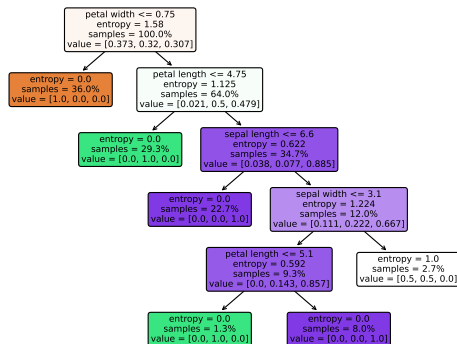 petal width <= 0.75
entropy = 1.58
samples = 100.0%
value = [0.373, 0.32, 0.307]
entropy = 0.0
samples = 36.0%
value = [1.0, 0.0, 0.0]
petal length <= 4.75
entropy = 1.125
samples = 64.0%
value = [0.021, 0.5, 0.479]
entropy = 0.0
samples = 29.3%
value = [0.0, 1.0, 0.0]
sepal length <= 6.6
entropy = 0.622
samples = 34.7%
value = [0.038, 0.077, 0.885]
entropy = 0.0
samples = 22.7%
value = [0.0, 0.0, 1.0]
sepal width <= 3.1
entropy = 1.224
samples = 12.0%
value = [0.111, 0.222, 0.667]
petal length <= 5.1
entropy = 0.592
samples = 9.3%
value = [0.0, 0.143, 0.857]
entropy = 1.0
samples = 2.7%
value = [0.5, 0.5, 0.0]
entropy = 0.0
samples = 1.3%
value = [0.0, 1.0, 0.0]
entropy = 0.0
samples = 8.0%
value = [0.0, 0.0, 1.0]